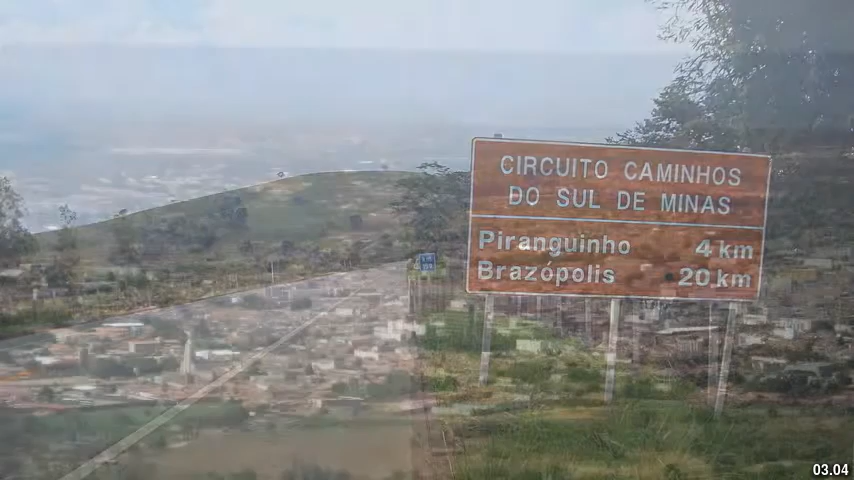 CIRCUITO CAMINHOS
DO SUL DE MINAS
Piranguinho 4 km
Brazópolis 20 km
03.04